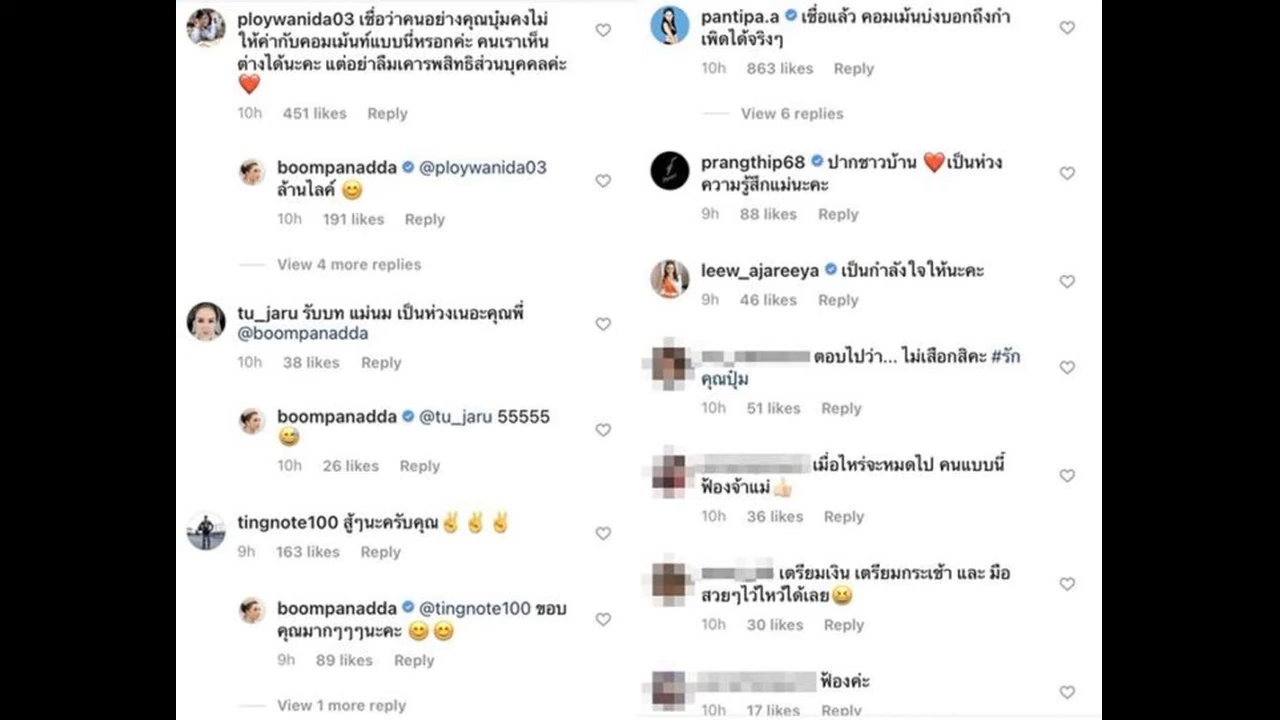 ploywanida03 เชื่อว่าคนอย่างคุณบุ๋มคงไม่
ให้ค่ากับคอมเม้นท์แบบนี้หรอกค่ะ คนเราเห็น
ต่างได้นะคะ แต่อย่าลืมเคารพสิทธิส่วนบุคคลค่ะ
❤️
10h 451 likes Reply
boompanadda @ploywanida03
ล้านไลค์ 😊
10h 191 likes Reply
View 4 more replies
tu_jaru รับบท แม่นม เป็นห่วงเนอะคุณพี่
@boompanadda
10h 38 likes Reply
boompanadda @tu_jaru 55555
😅
10h 26 likes Reply
tingnote100 สู้ๆนะครับคุณ✌️✌️✌️
9h 163 likes Reply
boompanadda @tingnote100 ขอบ
คุณมากๆๆๆนะคะ 😊😊
9h 89 likes Reply
View 1 more reply
pantipa.a เชื่อแล้ว คอมเม้นบ่งบอกถึงกำ
เพิดได้จริงๆ
10h 863 likes Reply
View 6 replies
prangthip68 ปากชาวบ้าน ❤️เป็นห่วง
ความรู้สึกแม่นะคะ
9h 88 likes Reply
leew_ajareeya เป็นกำลังใจให้นะคะ
9h 46 likes Reply
ตอบไปว่า... ไม่เสือกสิคะ #รัก
คุณปุ๋ม
10h 51 likes Reply
เมื่อไหร่จะหมดไป คนแบบนี้
ฟ้องจ้าแม่👍🏻
10h 36 likes Reply
เตรียมเงิน เตรียมกระเช้า และ มือ
สวยๆไว้ไหว้ได้เลย😆
10h 30 likes Reply
ฟ้องค่ะ
10h 17 likes Reply